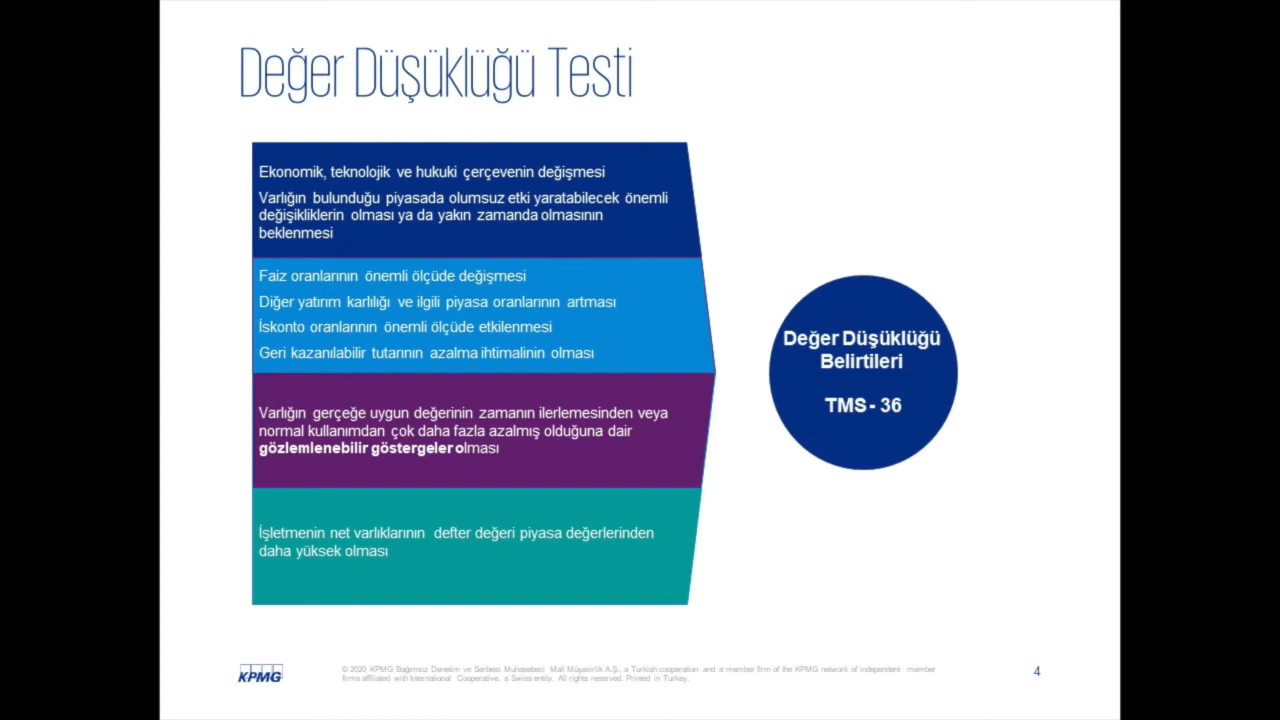 Değer Düşüklüğü Testi
Ekonomik, teknolojik ve hukuki çerçevenin değişmesi
Varlığın bulunduğu piyasada olumsuz etki yaratabilecek önemli
değişikliklerin olması ya da yakın zamanda olmasının
beklenmesi
Faiz oranlarının önemli ölçüde değişmesi
Diğer yatırım karlılığı ve ilgili piyasa oranlarının artması
İskonto oranlarının önemli ölçüde etkilenmesi
Geri kazanılabilir tutarının azalma ihtimalinin olması
Varlığın gerçeğe uygun değerinin zamanın ilerlemesinden veya
normal kullanımdan çok daha fazla azalmış olduğuna dair
gözlemlenebilir göstergeler olması
İşletmenin net varlıklarının defter değeri piyasa değerlerinden
daha yüksek olması
Değer Düşüklüğü
Belirtileri
TMS - 36
KPMG
© 2020 KPMG Bağımsız Denetim ve Serbest Muhasebeci Mali Müşavirlik A.Ş., a Turkish cooperation and a member firm of the KPMG network of independent member
firms affiliated with International Cooperative, a Swiss entity. All rights reserved. Printed in Turkey.
4